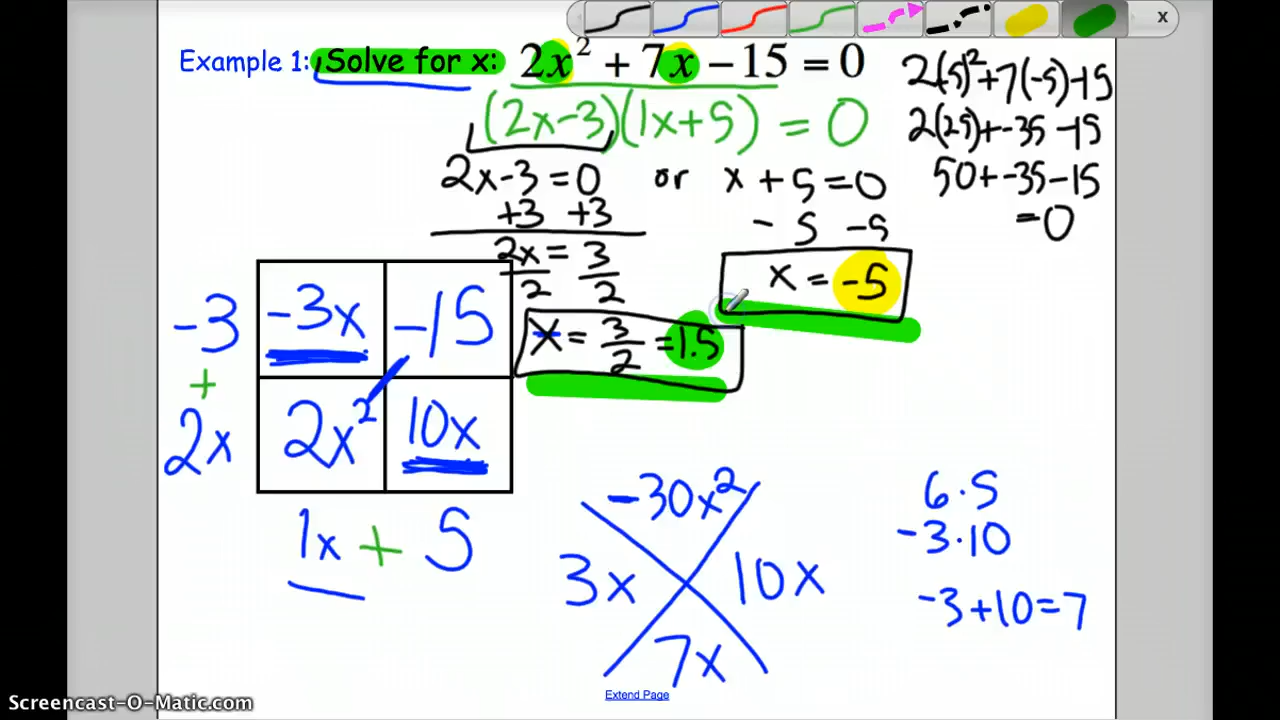 x
Example 1: Solve for x: 2x² + 7x − 15 = 0
(2x-3)(1x+5) = 0
2x-3=0 or x+5=0
+3 +3
- 5 -5
2x = 3
2 2
x = -5
x = 3/2 = 1.5
2(-5)²+7(-5)-15
2(25)+-35-15
50+-35-15
=0
-3 -3x -15
+
2x 2x² 10x
1x + 5
-30x²
3x 10x
7x
6·5
-3·10
-3+10=7
Extend Page
Screencast-O-Matic.com